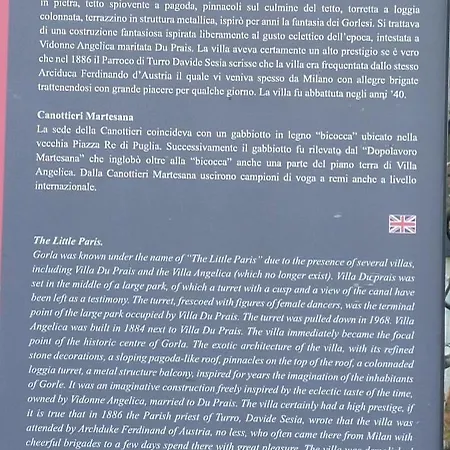 in pietra, tetto spiovente a pagoda, pinnacoli sul culmine del tetto, torretta a loggia
colonnata, terrazzino in struttura metallica, ispirò per anni la fantasia dei Gorlesi. Si trattava
di una costruzione fantasiosa ispirata liberamente al gusto eclettico dell'epoca, intestata a
Vidonne Angelica maritata Du Prais. La villa aveva certamente un alto prestigio se è vero
che nel 1886 il Parroco di Turro Davide Sesia scrisse che la villa era frequentata dallo stesso
Arciduca Ferdinando d'Austria il quale vi veniva spesso da Milano con allegre brigate
trattenendosi con grande piacere per qualche giorno. La villa fu abbattuta negli anni '40.
Canottieri Martesana
La sede della Canottieri coincideva con un gabbiotto in legno "bicocca" ubicato nella
vecchia Piazza Re di Puglia. Successivamente il gabbiotto fu rilevato dal "Dopolavoro
Martesana" che inglobò oltre alla "bicocca" anche una parte del piano terra di Villa
Angelica. Dalla Canottieri Martesana uscirono campioni di voga a remi anche a livello
internazionale.
The Little Paris.
Gorla was known under the name of "The Little Paris" due to the presence of several villas,
including Villa Du Prais and the Villa Angelica (which no longer exist). Villa Du prais was
set in the middle of a large park, of which a turret with a cusp and a view of the canal have
been left as a testimony. The turret, frescoed with figures of female dancers, was the terminal
point of the large park occupied by Villa Du Prais. The turret was pulled down in 1968. Villa
Angelica was built in 1884 next to Villa Du Prais. The villa immediately became the focal
point of the historic centre of Gorla. The exotic architecture of the villa, with its refined
stone decorations, a sloping pagoda-like roof, pinnacles on the top of the roof, a colonnaded
loggia turret, a metal structure balcony, inspired for years the imagination of the inhabitants
of Gorle. It was an imaginative construction freely inspired by the eclectic taste of the time,
owned by Vidonne Angelica, married to Du Prais. The villa certainly had a high prestige, if
it is true that in 1886 the Parish priest of Turro, Davide Sesia, wrote that the villa was
attended by Archduke Ferdinand of Austria, no less, who often came there from Milan with
cheerful brigades to a few days spend there with great pleasure. The villa was demolished